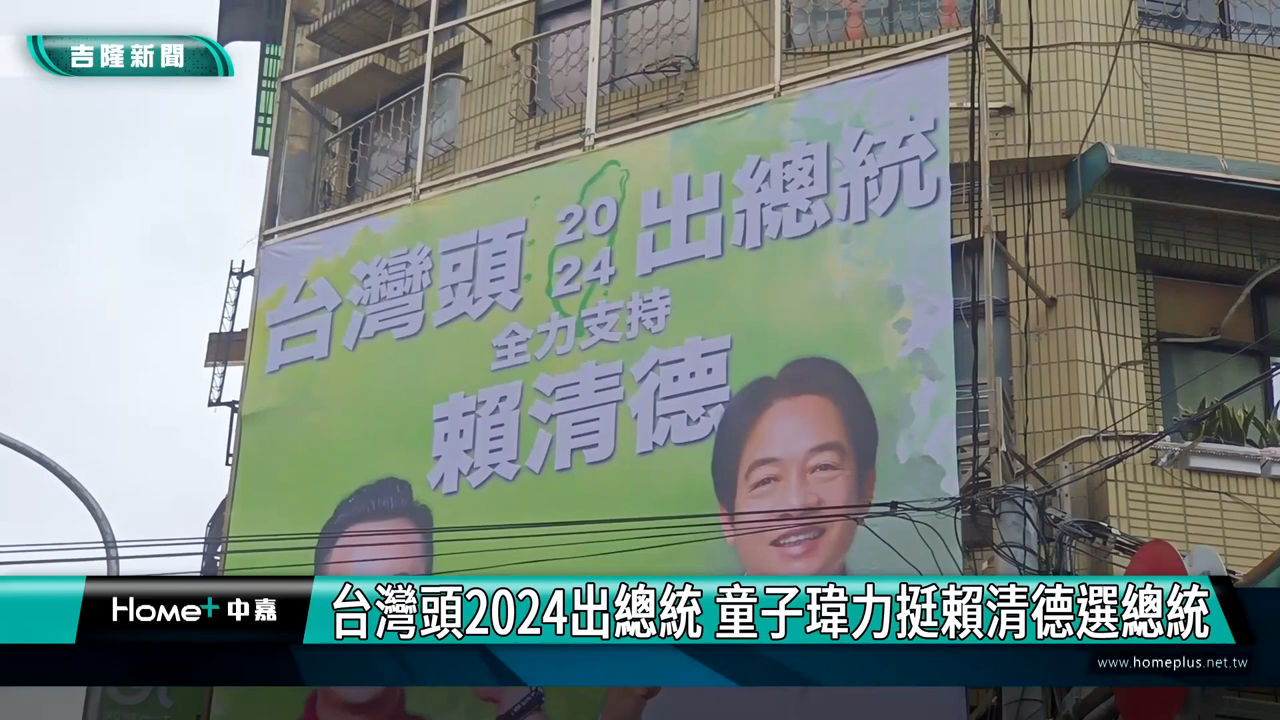 吉隆新聞
台灣頭 2024 出總統
全力支持
賴清德
Home+ 中嘉
台灣頭2024出總統 童子瑋力挺賴清德選總統
www.homeplus.net.tw